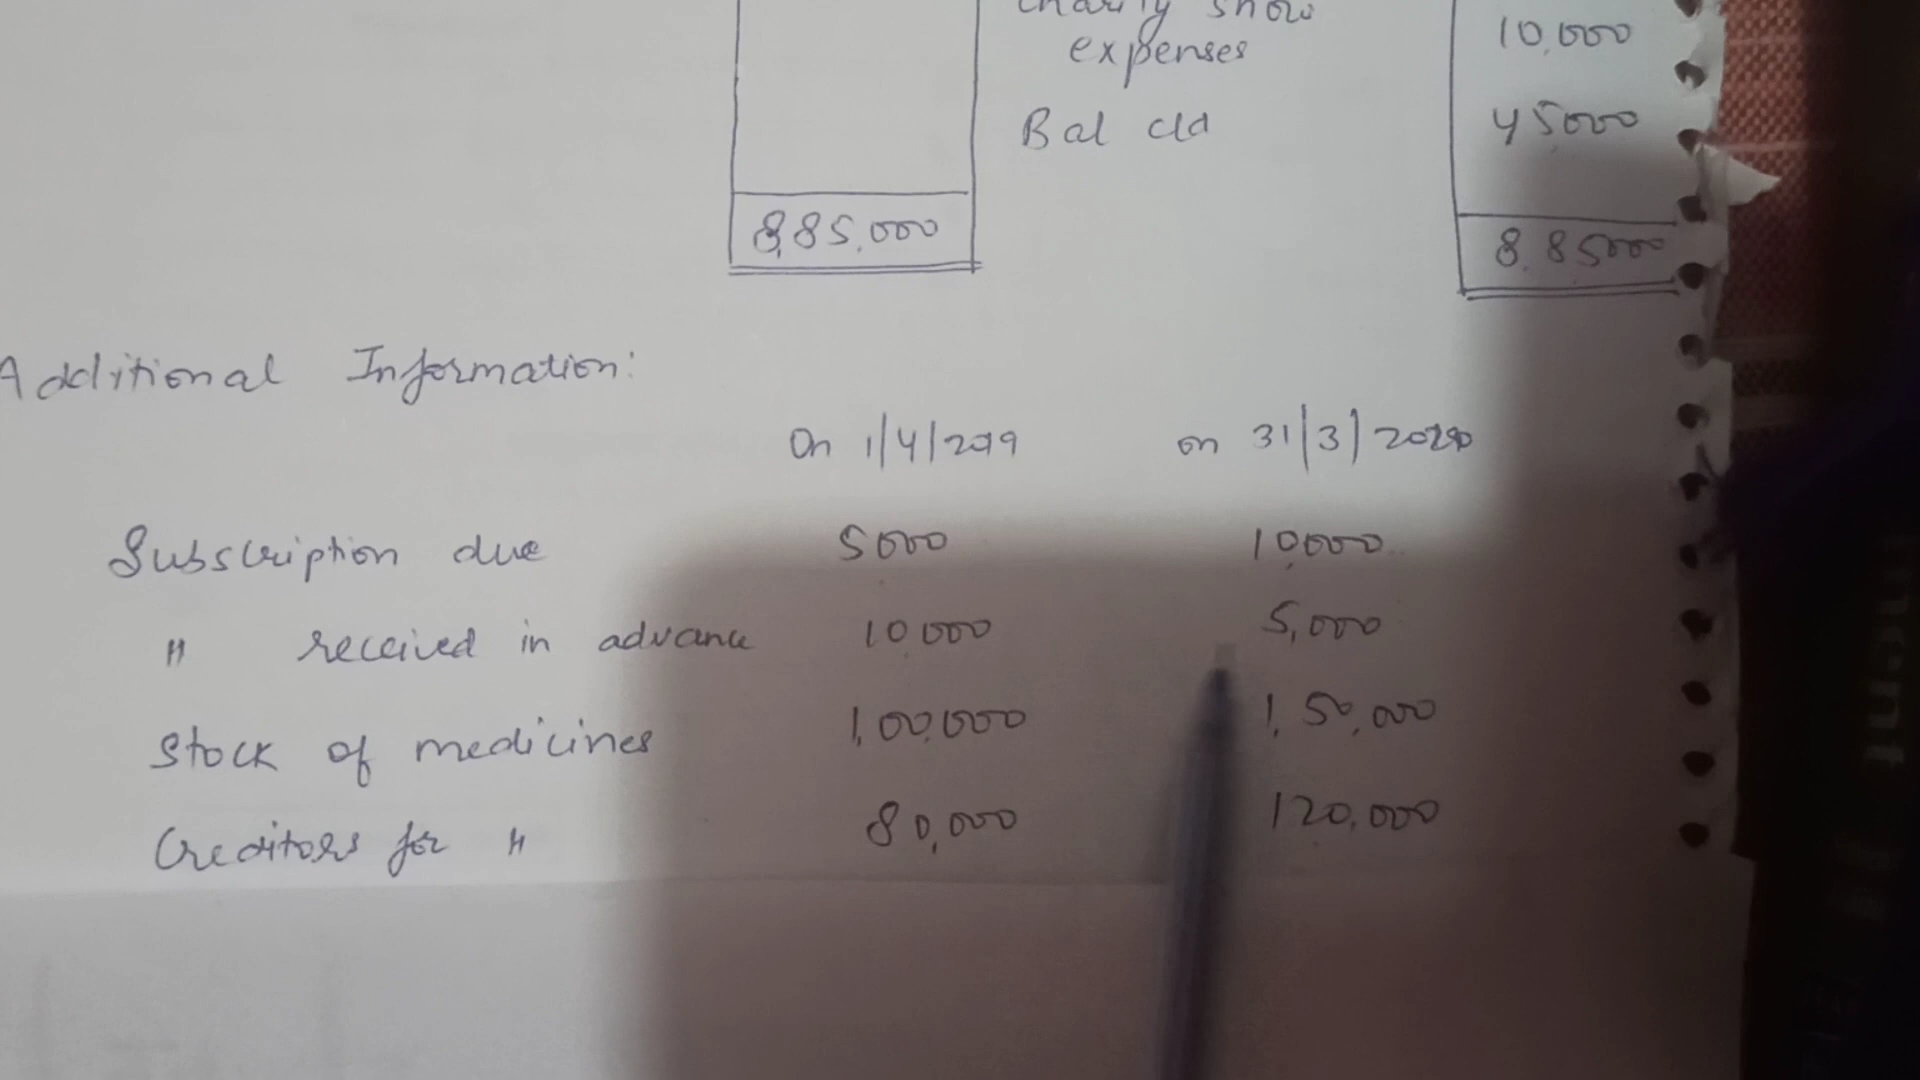 charity show
expenses 10,000
Bal c/d 45000
8,85,000 8,85000
Additional Information:
On 1/4/2019 on 31/3/2020
Subscription due 5000 10,000
" received in advance 10,000 5,000
Stock of medicines 1,00,000 1,50,000
Creditors for " 80,000 120,000